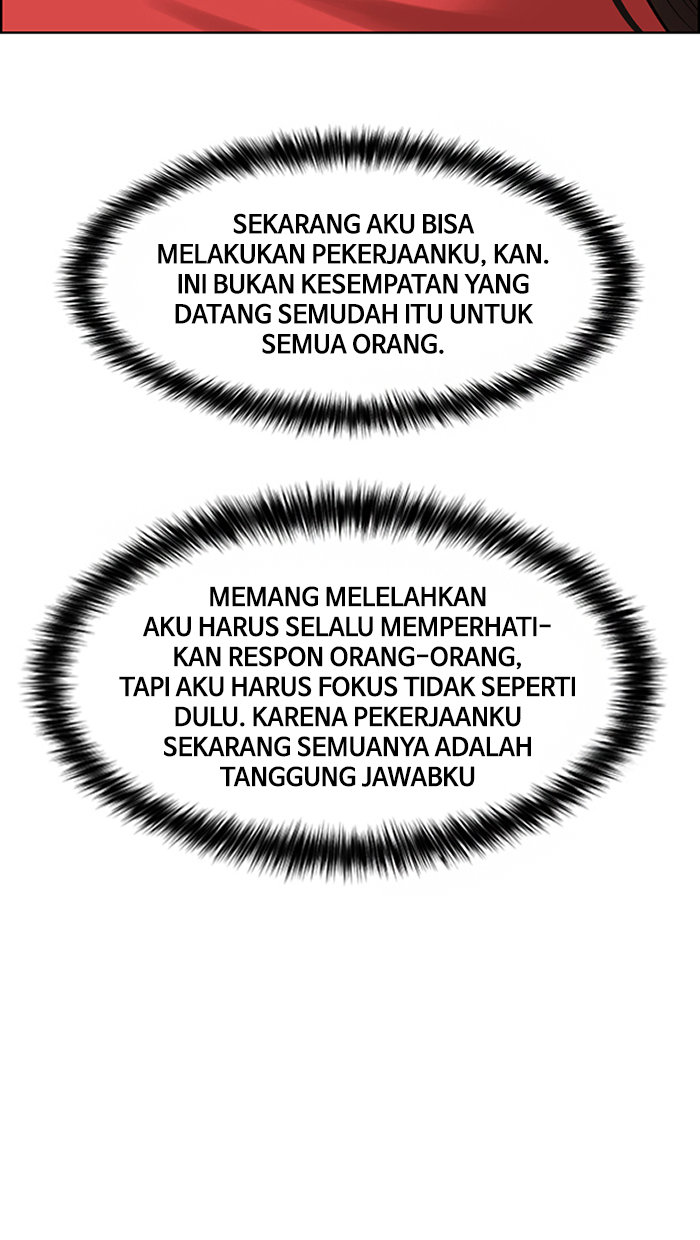 SEKARANG AKU BISA
MELAKUKAN PEKERJAANKU, KAN.
INI BUKAN KESEMPATAN YANG
DATANG SEMUDAH ITU UNTUK
SEMUA ORANG.
MEMANG MELELAHKAN
AKU HARUS SELALU MEMPERHATI-
KAN RESPON ORANG-ORANG,
TAPI AKU HARUS FOKUS TIDAK SEPERTI
DULU. KARENA PEKERJAANKU
SEKARANG SEMUANYA ADALAH
TANGGUNG JAWABKU